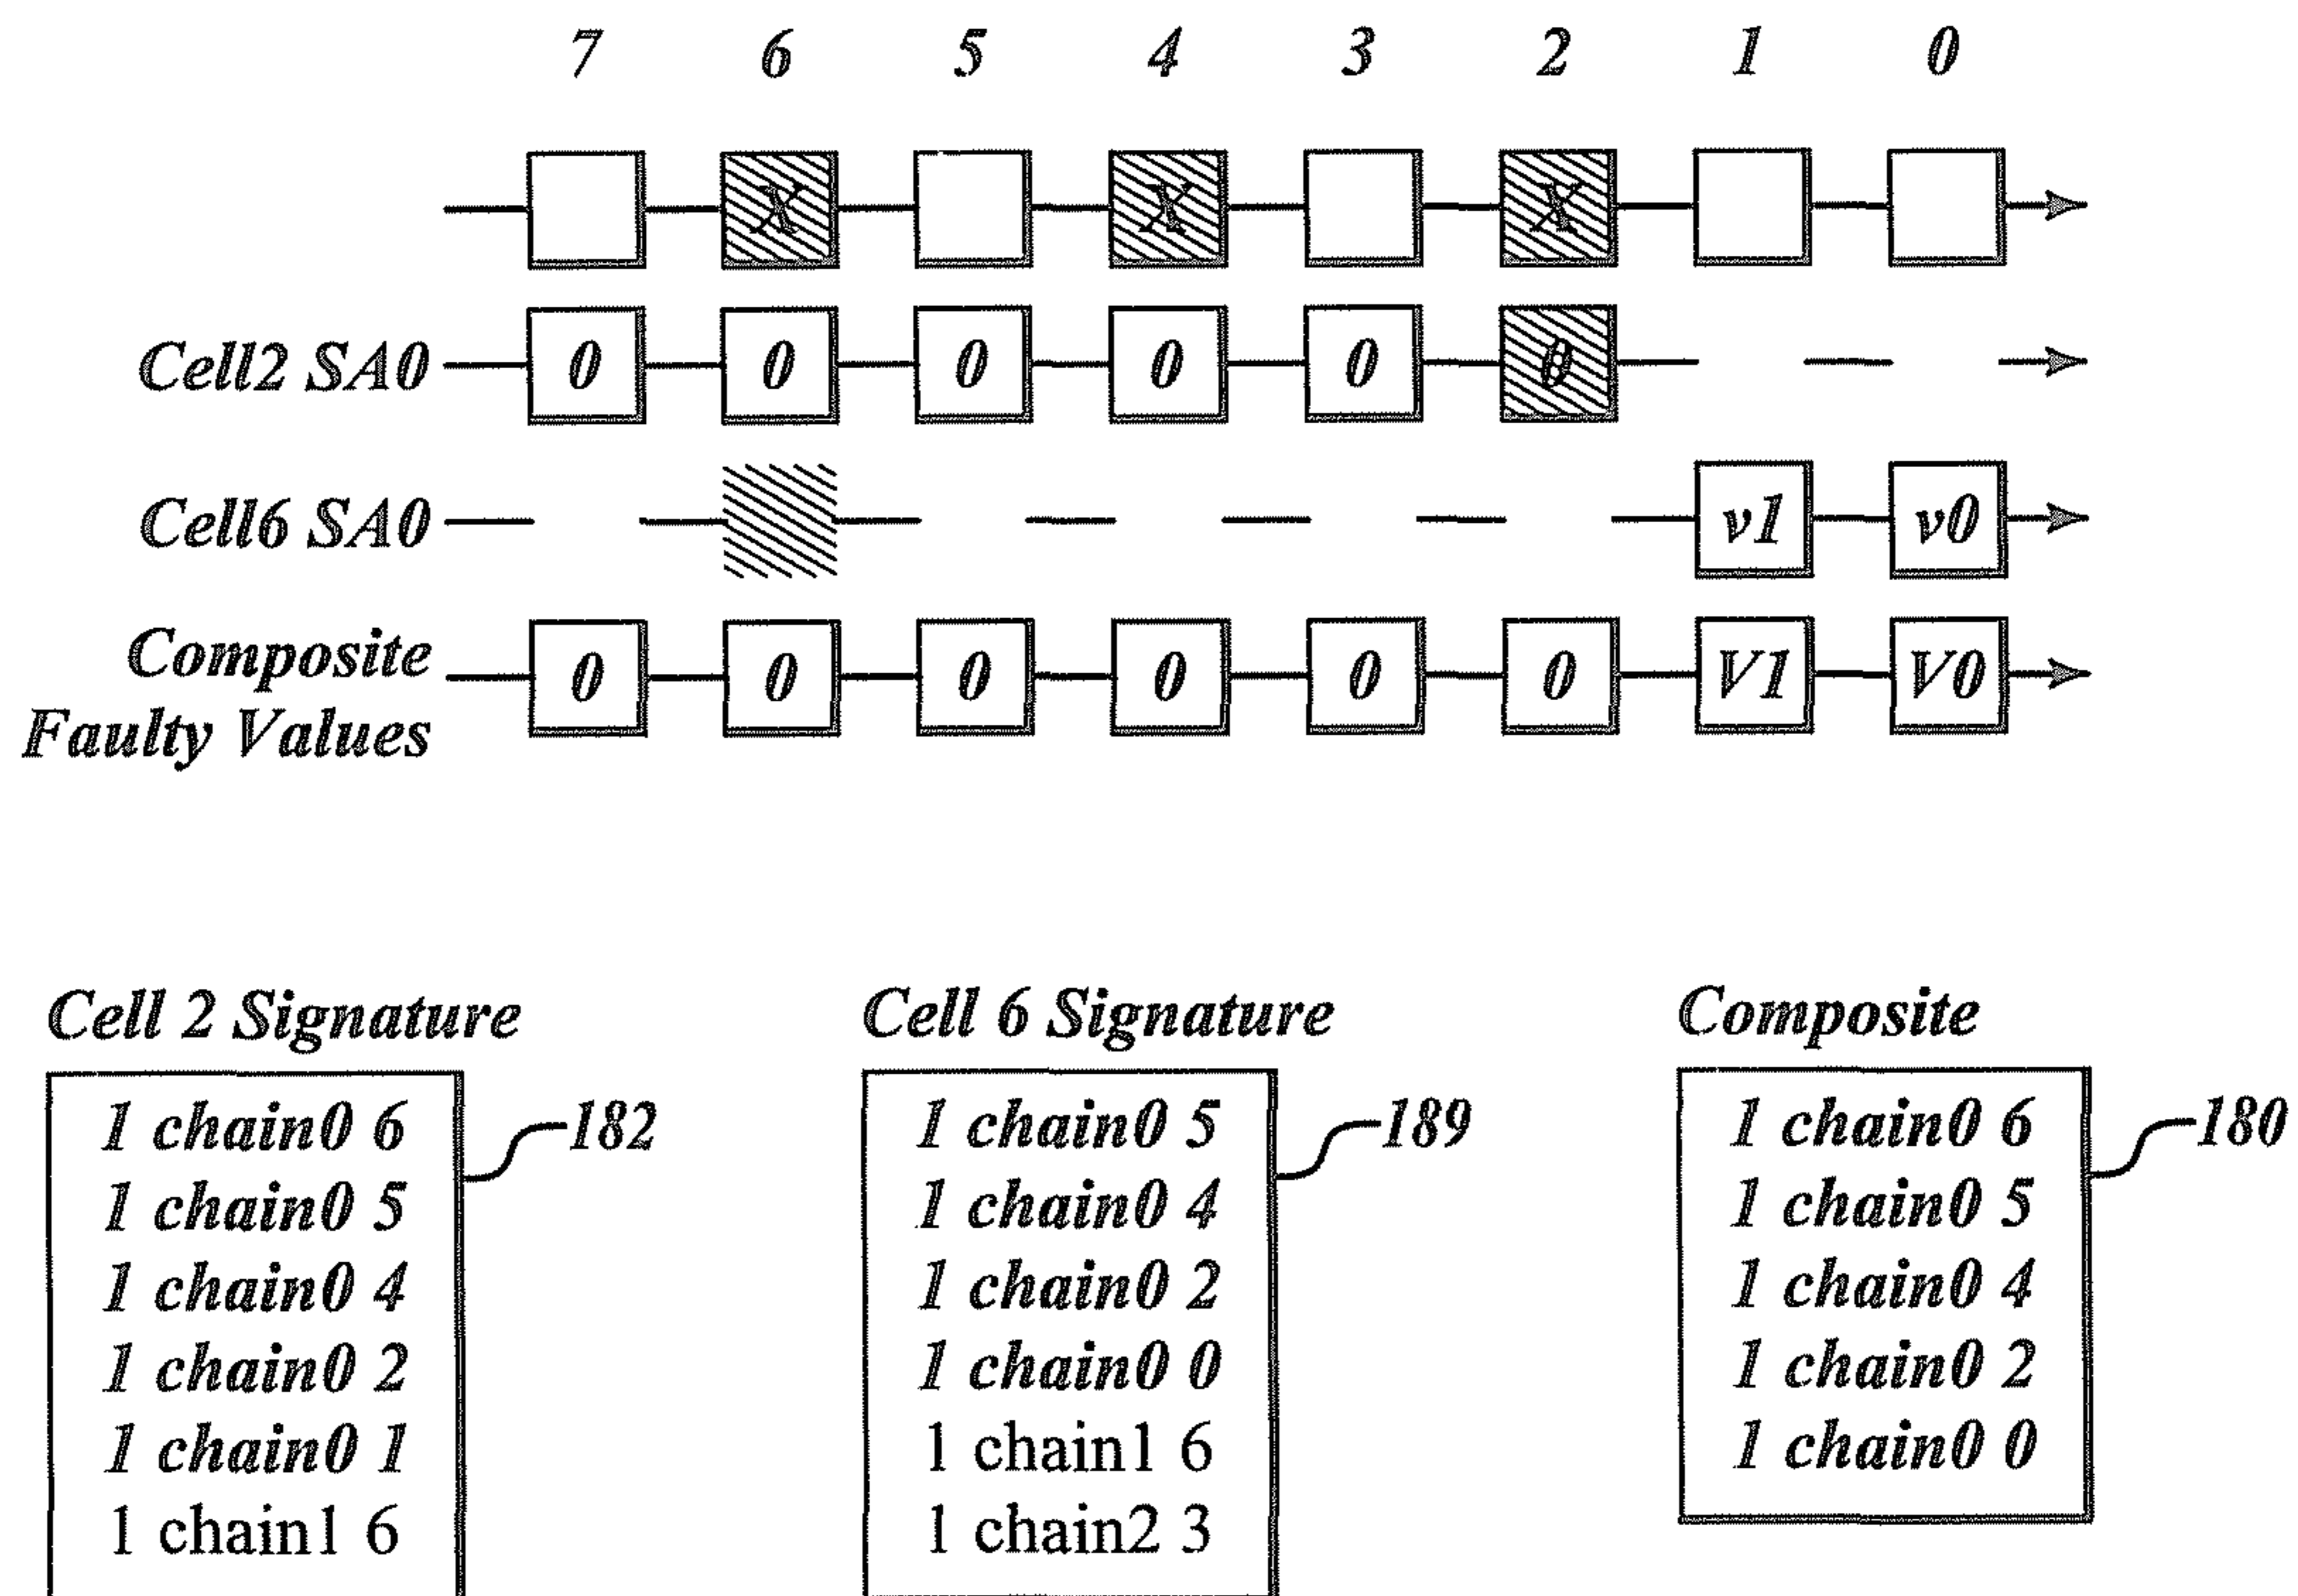 7 6 5 4 3 2 1 0
X X X
Cell2 SA0 0 0 0 0 0 0
Cell6 SA0 v1 v0
Composite
Faulty Values
0 0 0 0 0 0 V1 V0
Cell 2 Signature
1 chain0 6
1 chain0 5
1 chain0 4
1 chain0 2
1 chain0 1
1 chain1 6
182
Cell 6 Signature
1 chain0 5
1 chain0 4
1 chain0 2
1 chain0 0
1 chain1 6
1 chain2 3
189
Composite
1 chain0 6
1 chain0 5
1 chain0 4
1 chain0 2
1 chain0 0
180